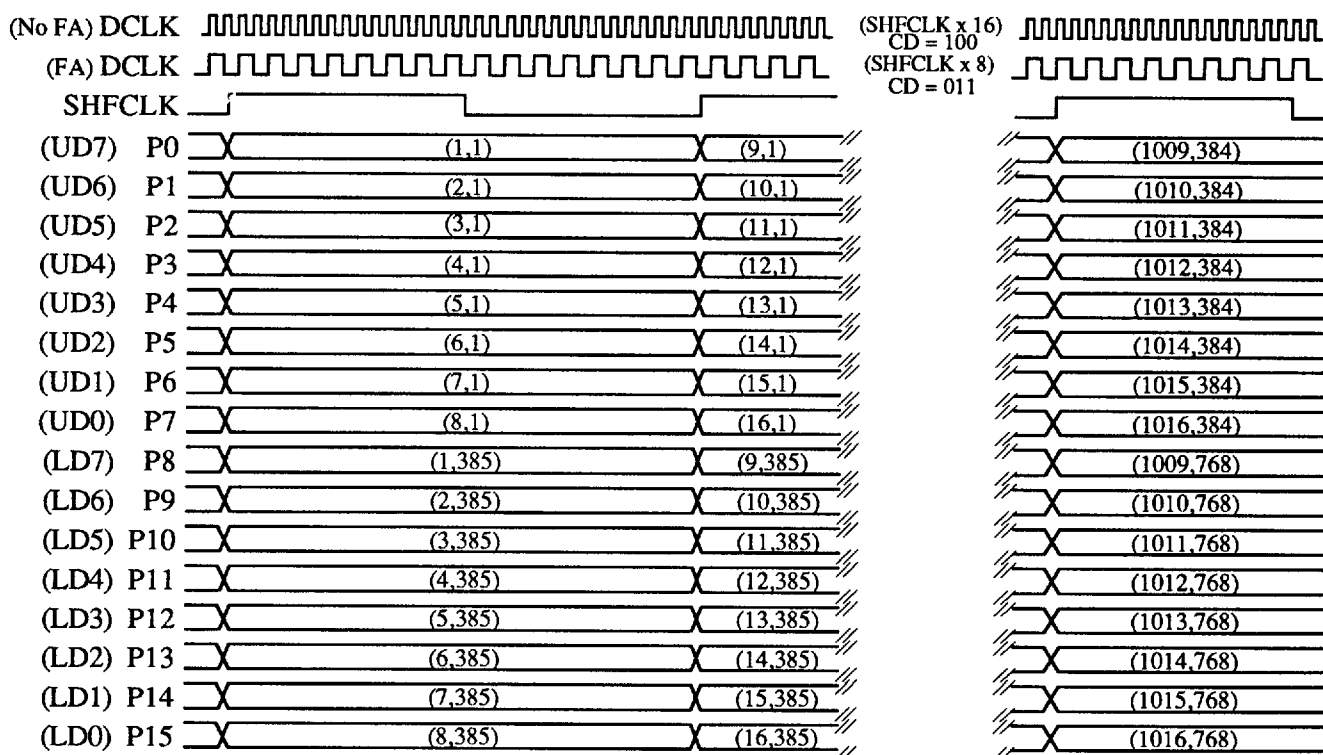 (No FA) DCLK (SHFCLK x 16)
CD = 100
(FA) DCLK (SHFCLK x 8)
CD = 011
SHFCLK
(UD7) P0 (1,1) (9,1) (1009,384)
(UD6) P1 (2,1) (10,1) (1010,384)
(UD5) P2 (3,1) (11,1) (1011,384)
(UD4) P3 (4,1) (12,1) (1012,384)
(UD3) P4 (5,1) (13,1) (1013,384)
(UD2) P5 (6,1) (14,1) (1014,384)
(UD1) P6 (7,1) (15,1) (1015,384)
(UD0) P7 (8,1) (16,1) (1016,384)
(LD7) P8 (1,385) (9,385) (1009,768)
(LD6) P9 (2,385) (10,385) (1010,768)
(LD5) P10 (3,385) (11,385) (1011,768)
(LD4) P11 (4,385) (12,385) (1012,768)
(LD3) P12 (5,385) (13,385) (1013,768)
(LD2) P13 (6,385) (14,385) (1014,768)
(LD1) P14 (7,385) (15,385) (1015,768)
(LD0) P15 (8,385) (16,385) (1016,768)